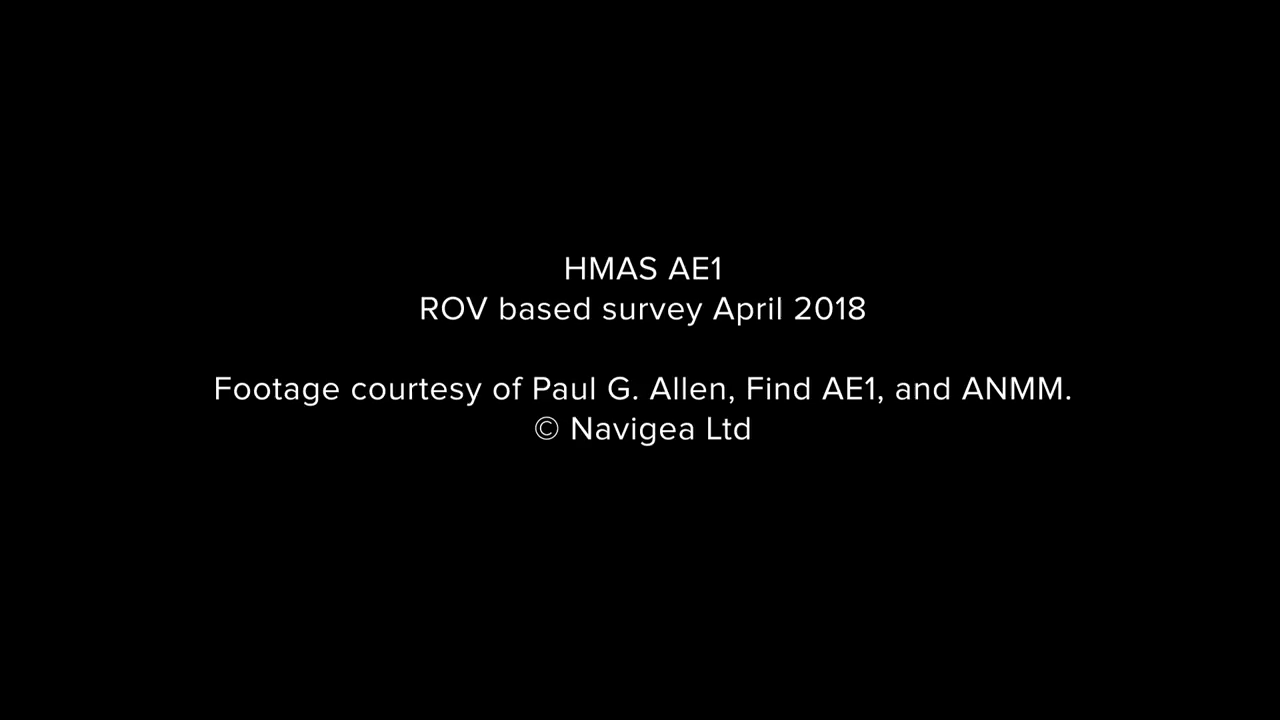 HMAS AE1
ROV based survey April 2018
Footage courtesy of Paul G. Allen, Find AE1, and ANMM.
© Navigea Ltd